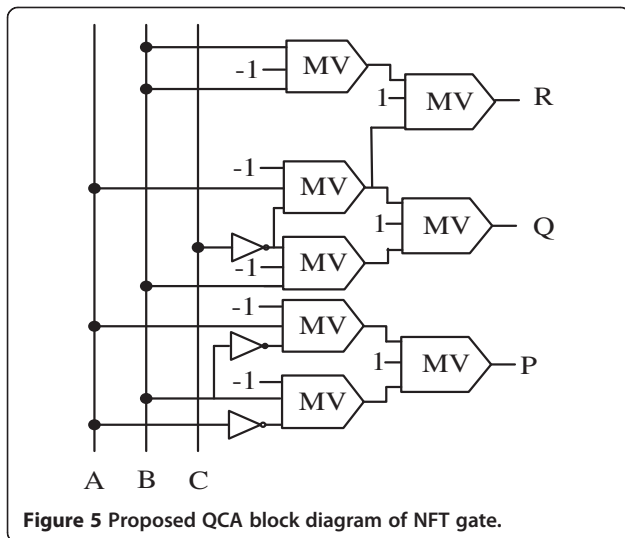 MV
-1
MV
1
R
-1
MV
MV
1
Q
-1
MV
-1
MV
MV
1
P
-1
MV
A B C
Figure 5 Proposed QCA block diagram of NFT gate.